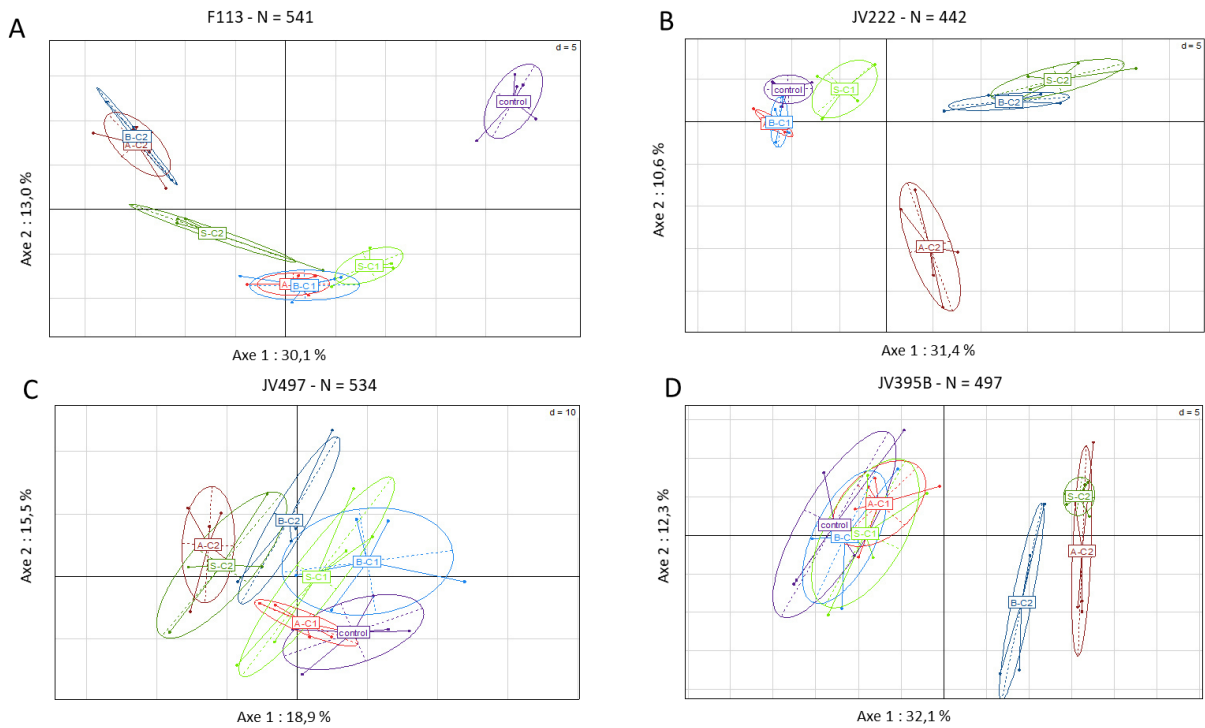 A
F113 - N = 541
d = 5
control
B-C2
A-C2
S-C2
S-C1
A-
B-C1
Axe 2 : 13,0 %
Axe 1 : 30,1 %
B
JV222 - N = 442
d = 5
control
S-C1
B-C1
S-C2
B-C2
A-C2
Axe 2 : 10,6 %
Axe 1 : 31,4 %
C
JV497 - N = 534
d = 10
B-C2
A-C2
S-C2
B-C1
S-C1
A-C1
control
Axe 2 : 15,5 %
Axe 1 : 18,9 %
D
JV395B - N = 497
d = 5
S-C2
A-C1
control
B-C
S-C1
A-C2
B-C2
Axe 2 : 12,3 %
Axe 1 : 32,1 %